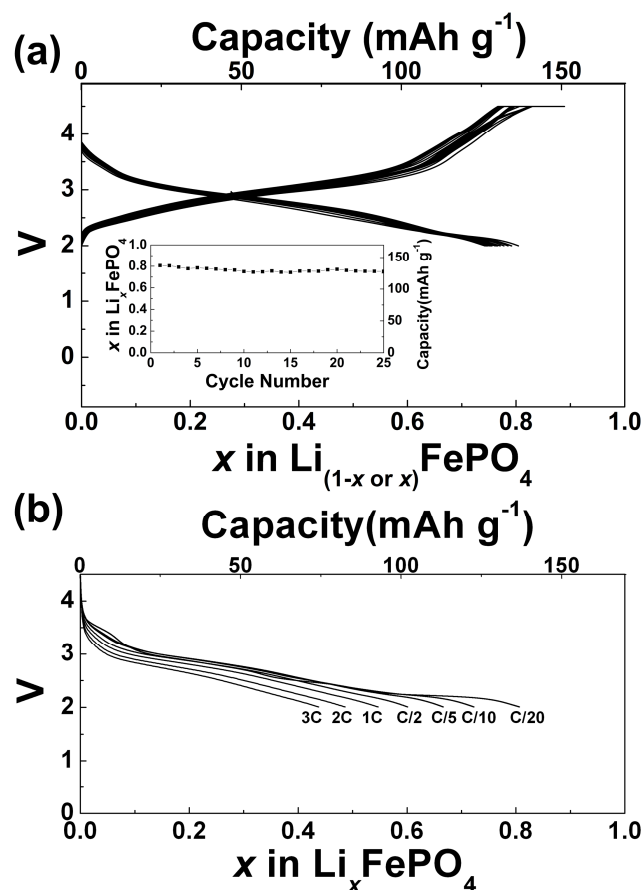 (a)
Capacity (mAh g⁻¹)
0 50 100 150
4
3
2
1
0
V
1.0
0.8
0.6
0.4
0.2
0.0
x in LiₓFePO₄
150
100
50
0
Capacity(mAh g⁻¹)
0 5 10 15 20 25
Cycle Number
0.0 0.2 0.4 0.6 0.8 1.0
x in Li₍₁₋ₓ ₒᵣ ₓ₎FePO₄
(b)
Capacity(mAh g⁻¹)
0 50 100 150
4
3
2
1
0
V
3C 2C 1C C/2 C/5 C/10 C/20
0.0 0.2 0.4 0.6 0.8 1.0
x in LiₓFePO₄